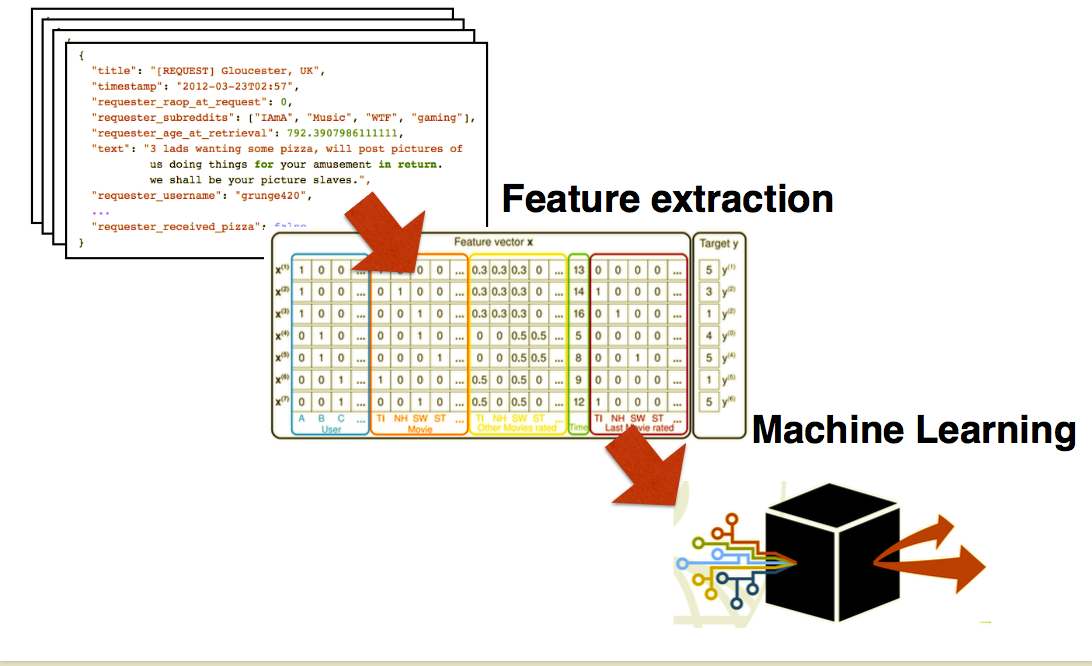 {
"title": "[REQUEST] Gloucester, UK",
"timestamp": "2012-03-23T02:57",
"requester_raop_at_request": 0,
"requester_subreddits": ["IAmA", "Music", "WTF", "gaming"],
"requester_age_at_retrieval": 792.3907986111111,
"text": "3 lads wanting some pizza, will post pictures of
us doing things for your amusement in return.
we shall be your picture slaves.",
"requester_username": "grunge420",
...
"requester_received_pizza": false
}
Feature extraction
Feature vector x Target y
x(1) 1 0 0 ... 0 0 ... 0.3 0.3 0.3 0 ... 13 0 0 0 0 ... 5 y(1)
x(2) 1 0 0 ... 0 1 0 0 ... 0.3 0.3 0.3 0 ... 14 1 0 0 0 ... 3 y(2)
x(3) 1 0 0 ... 0 0 1 0 ... 0.3 0.3 0.3 0 ... 16 0 1 0 0 ... 1 y(2)
x(4) 0 1 0 ... 0 0 1 0 ... 0 0 0.5 0.5 ... 5 0 0 0 0 ... 4 y(3)
x(5) 0 1 0 ... 0 0 0 1 ... 0 0 0.5 0.5 ... 8 0 0 1 0 ... 5 y(4)
x(6) 0 0 1 ... 1 0 0 0 ... 0.5 0 0.5 0 ... 9 0 0 0 0 ... 1 y(5)
x(7) 0 0 1 ... 0 0 1 0 ... 0.5 0 0.5 0 ... 12 1 0 0 0 ... 5 y(6)
A B C ... TI NH SW ST ... TI NH SW ST ... TI NH SW ST ...
User Movie Other Movies rated Time Last Movie rated
Machine Learning